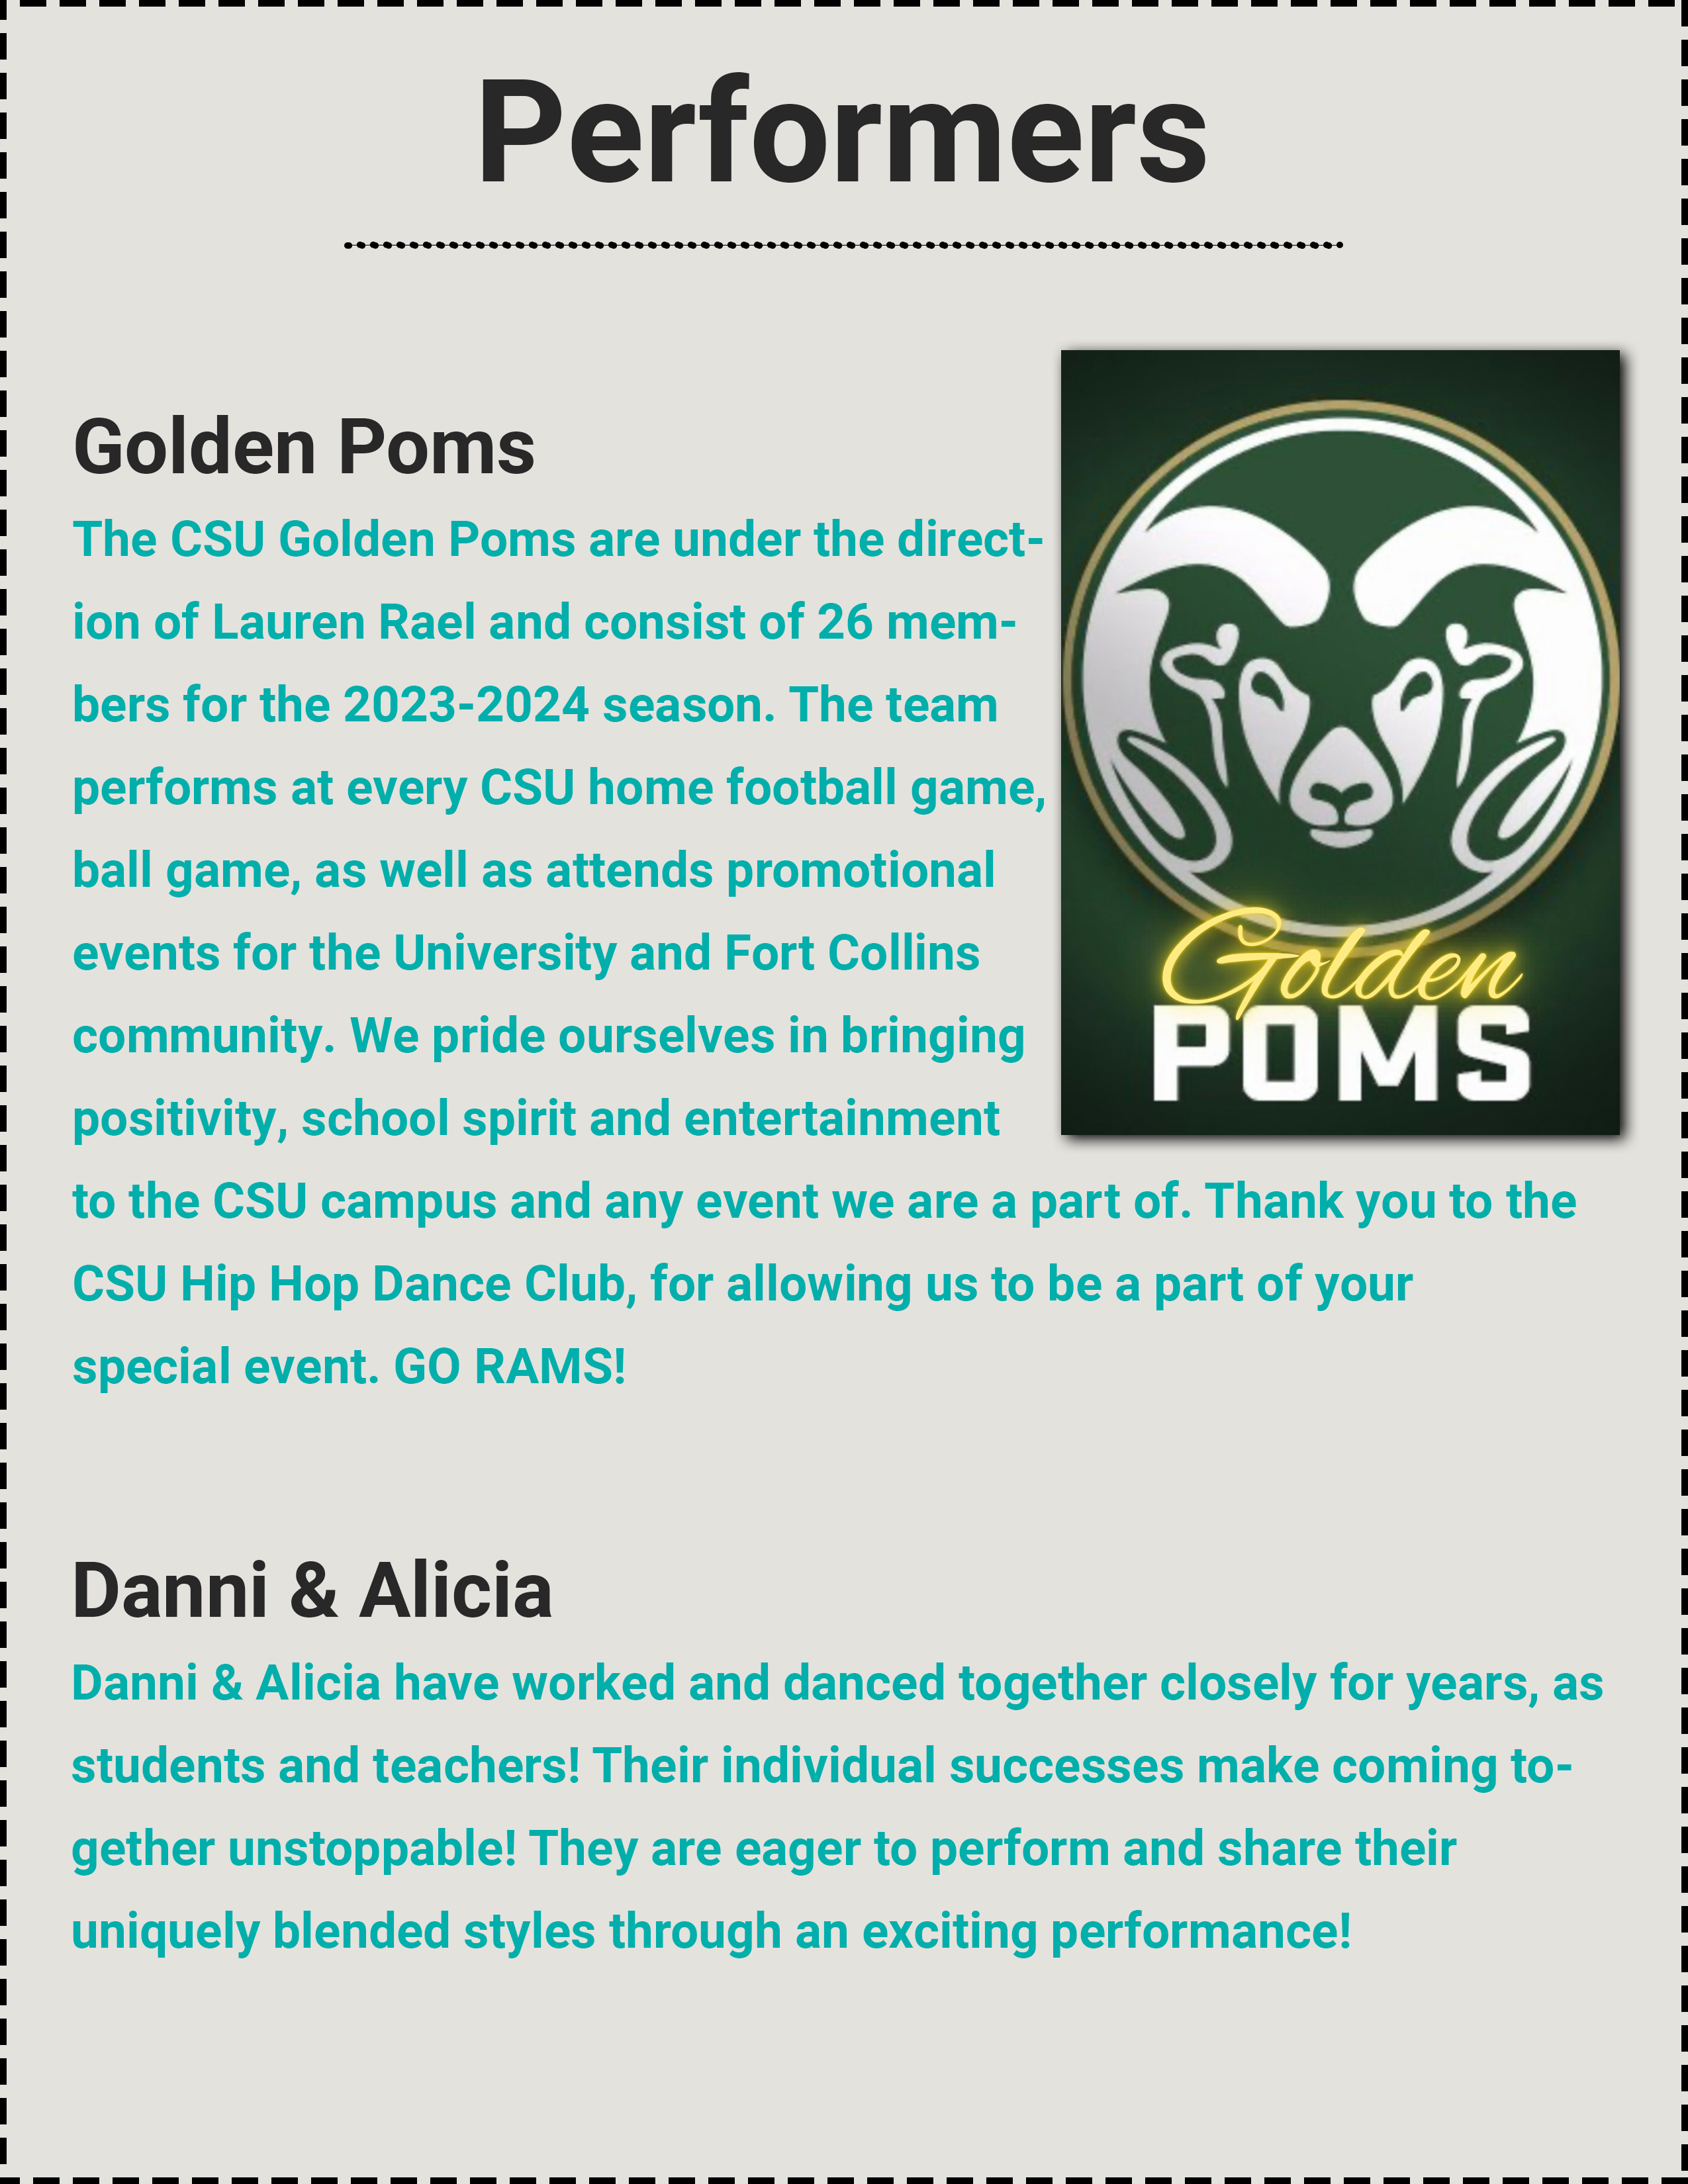 Performers
Golden Poms
The CSU Golden Poms are under the direct-
ion of Lauren Rael and consist of 26 mem-
bers for the 2023-2024 season. The team
performs at every CSU home football game,
ball game, as well as attends promotional
events for the University and Fort Collins
community. We pride ourselves in bringing
positivity, school spirit and entertainment
to the CSU campus and any event we are a part of. Thank you to the
CSU Hip Hop Dance Club, for allowing us to be a part of your
special event. GO RAMS!
Golden
POMS
Danni & Alicia
Danni & Alicia have worked and danced together closely for years, as
students and teachers! Their individual successes make coming to-
gether unstoppable! They are eager to perform and share their
uniquely blended styles through an exciting performance!